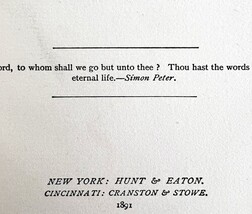 ord, to whom shall we go but unto thee? Thou hast the words
eternal life.—Simon Peter.
NEW YORK: HUNT & EATON.
CINCINNATI: CRANSTON & STOWE.
1891